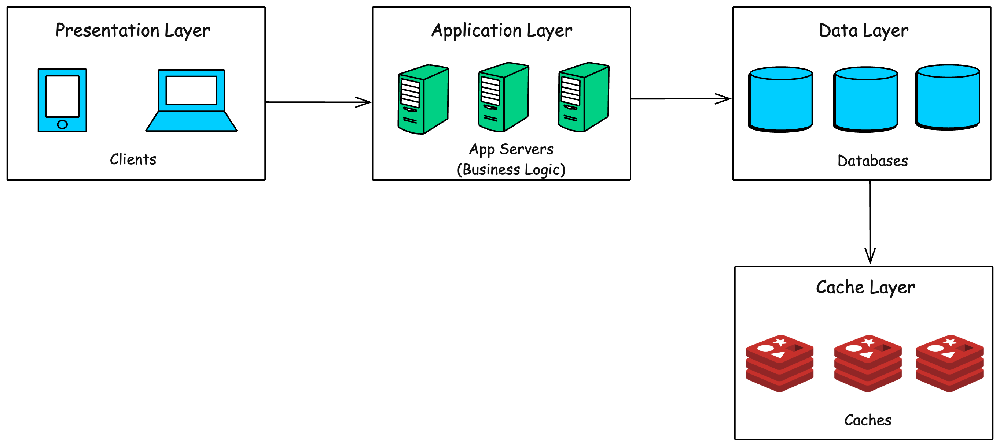 Presentation Layer
Clients
Application Layer
App Servers
(Business Logic)
Data Layer
Databases
Cache Layer
Caches